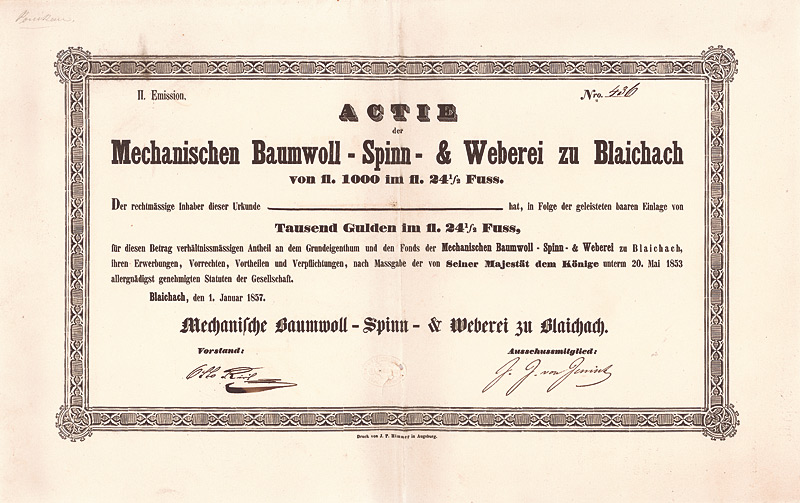 II. Emission.
Nro. 436
ACTIE
der
Mechanischen Baumwoll - Spinn - & Weberei zu Blaichach
von fl. 1000 im fl. 24½ Fuss.
Der rechtmässige Inhaber dieser Urkunde hat, in Folge der geleisteten baaren Einlage von
Tausend Gulden im fl. 24½ Fuss,
für diesen Betrag verhältnissmässigen Antheil an dem Grundeigenthum und den Fonds der Mechanischen Baumwoll - Spinn - & Weberei zu Blaichach,
ihren Erwerbungen, Vorrechten, Vortheilen und Verpflichtungen, nach Massgabe der von Seiner Majestät dem Könige unterm 20. Mai 1853
allergnädigst genehmigten Statuten der Gesellschaft.
Blaichach, den 1. Januar 1857.
Mechanische Baumwoll - Spinn - & Weberei zu Blaichach.
Vorstand:
Ausschussmitglied:
Otto
J. J. von
Druck von J. P. Himmer in Augsburg.